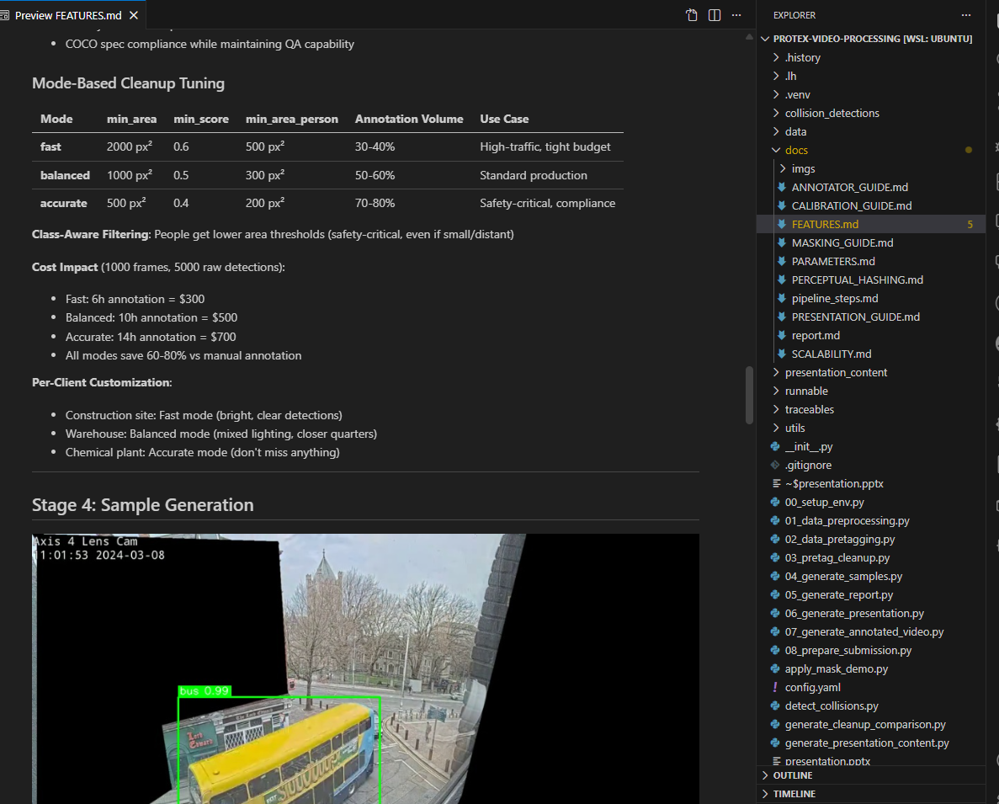 Preview FEATURES.md
COCO spec compliance while maintaining QA capability
Mode-Based Cleanup Tuning
Mode min_area min_score min_area_person Annotation Volume Use Case
fast 2000 px² 0.6 500 px² 30-40% High-traffic, tight budget
balanced 1000 px² 0.5 300 px² 50-60% Standard production
accurate 500 px² 0.4 200 px² 70-80% Safety-critical, compliance
Class-Aware Filtering: People get lower area thresholds (safety-critical, even if small/distant)
Cost Impact (1000 frames, 5000 raw detections):
Fast: 6h annotation = $300
Balanced: 10h annotation = $500
Accurate: 14h annotation = $700
All modes save 60-80% vs manual annotation
Per-Client Customization:
Construction site: Fast mode (bright, clear detections)
Warehouse: Balanced mode (mixed lighting, closer quarters)
Chemical plant: Accurate mode (don't miss anything)
Stage 4: Sample Generation
Axis 4 Lens Cam
11:01:53 2024-03-08
bus 0.99
Lord
Edward
EXPLORER
PROTEX-VIDEO-PROCESSING [WSL: UBUNTU]
.history
.lh
.venv
collision_detections
data
docs
imgs
ANNOTATOR_GUIDE.md
CALIBRATION_GUIDE.md
FEATURES.md 5
MASKING_GUIDE.md
PARAMETERS.md
PERCEPTUAL_HASHING.md
pipeline_steps.md
PRESENTATION_GUIDE.md
report.md
SCALABILITY.md
presentation_content
runnable
traceables
utils
__init__.py
.gitignore
~$presentation.pptx
00_setup_env.py
01_data_preprocessing.py
02_data_pretagging.py
03_pretag_cleanup.py
04_generate_samples.py
05_generate_report.py
06_generate_presentation.py
07_generate_annotated_video.py
08_prepare_submission.py
apply_mask_demo.py
config.yaml
detect_collisions.py
generate_cleanup_comparison.py
generate_presentation_content.py
presentation.pptx
OUTLINE
TIMELINE